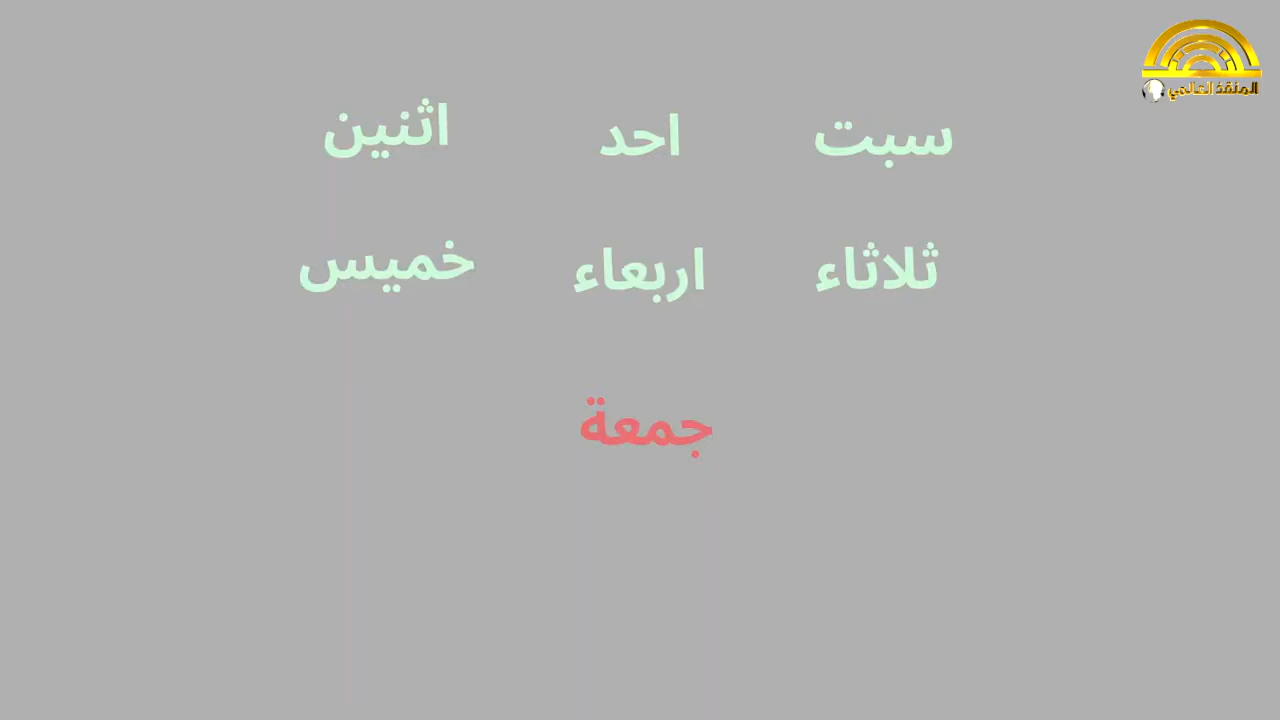 المنقذ العالمي
سبت احد اثنين
ثلاثاء اربعاء خميس
جمعة